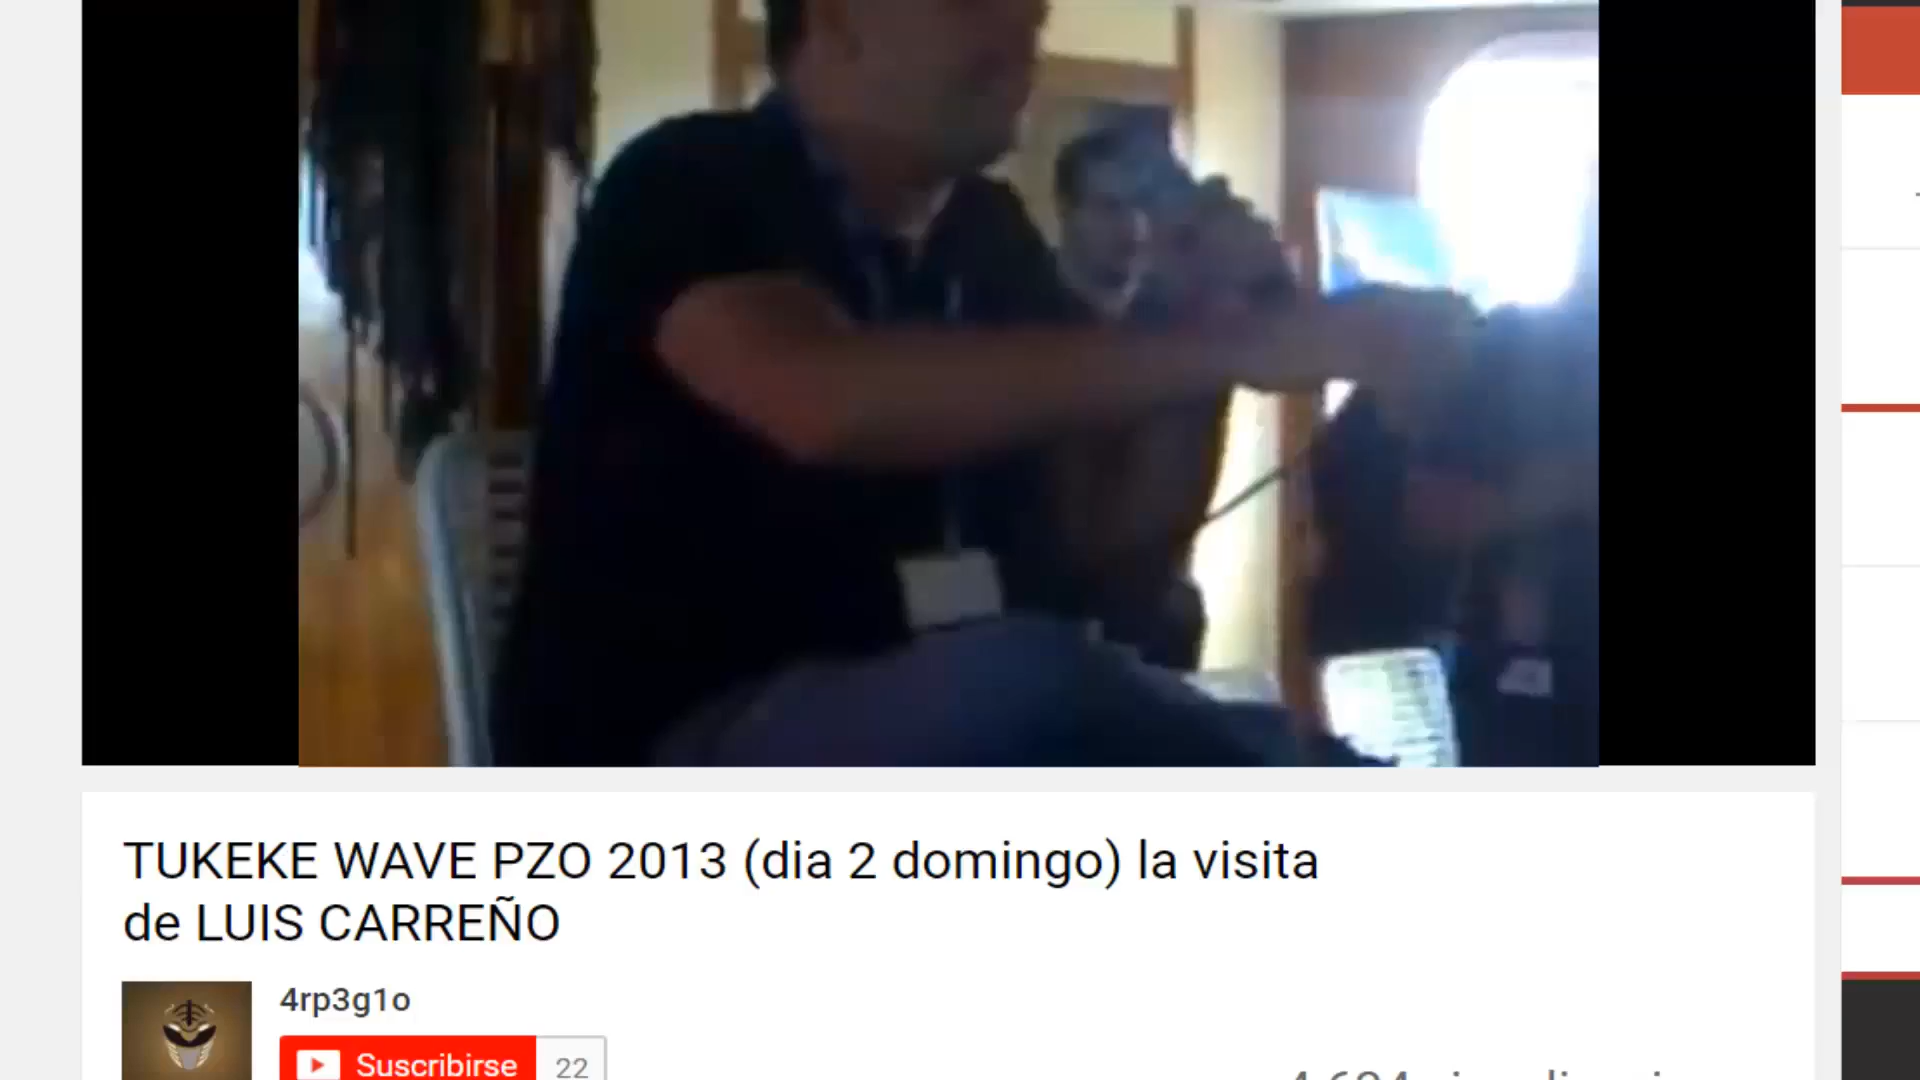 TUKEKE WAVE PZO 2013 (dia 2 domingo) la visita
de LUIS CARREÑO
4rp3g1o
Suscribirse 22